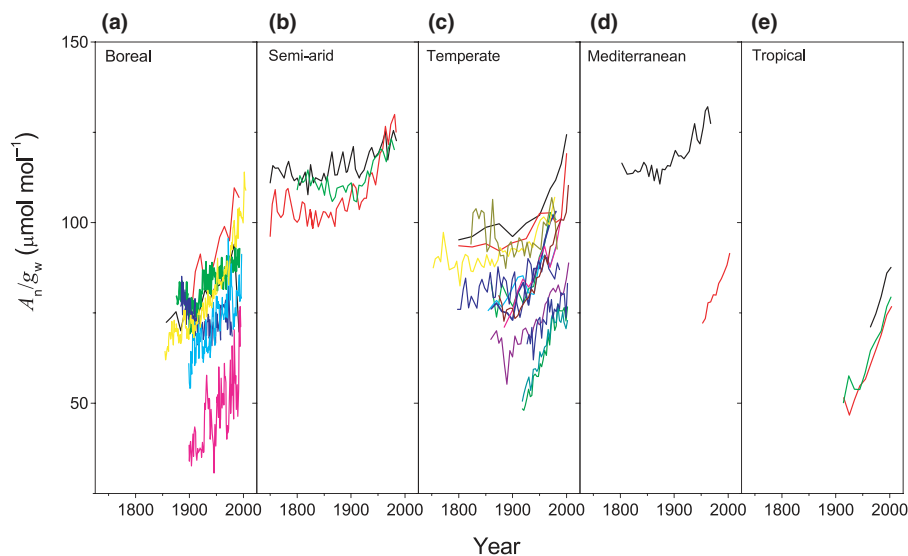 (a) (b) (c) (d) (e)
Boreal Semi-arid Temperate Mediterranean Tropical
150
100
50
Aₙ/g_w (μmol mol⁻¹)
1800 1900 2000 1800 1900 2000 1800 1900 2000 1800 1900 2000 1800 1900 2000
Year